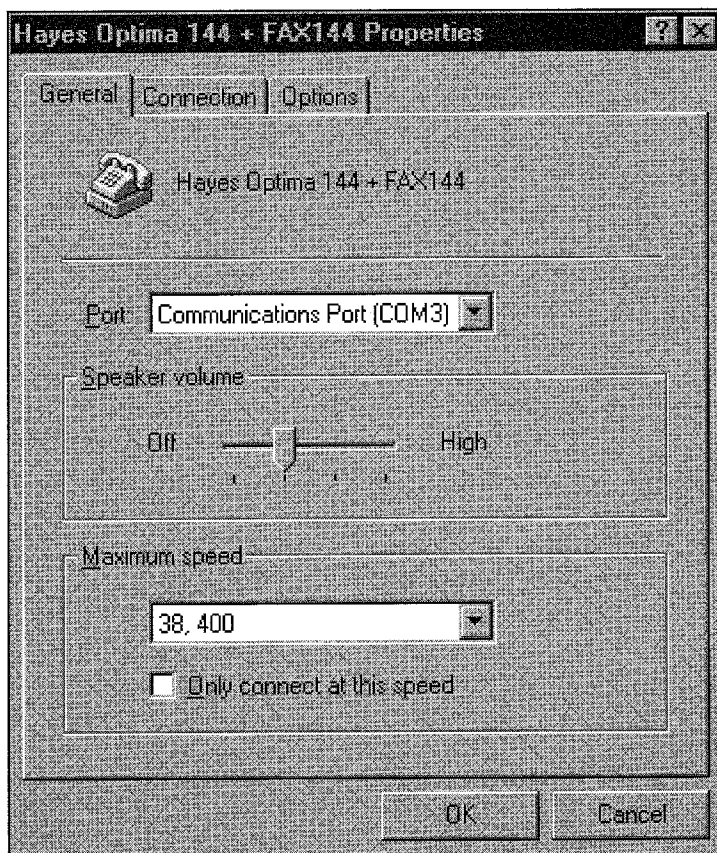 Hayes Optima 144 + FAX144 Properties ? X
General Connection Options
Hayes Optima 144 + FAX144
Port: Communications Port (COM3)
Speaker volume
Off High
Maximum speed
38, 400
Only connect at this speed
OK Cancel